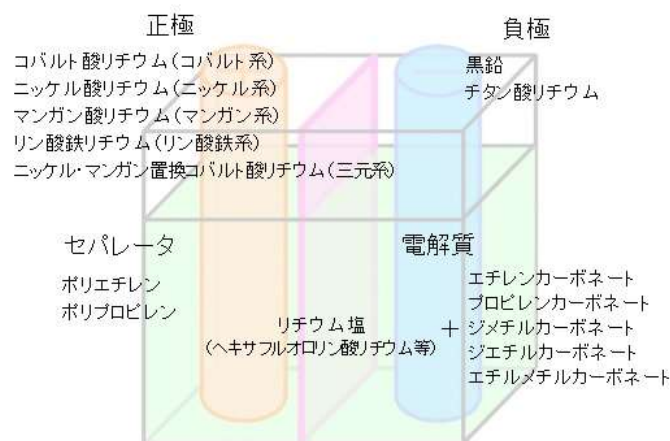 正極
コバルト酸リチウム(コバルト系)
ニッケル酸リチウム(ニッケル系)
マンガン酸リチウム(マンガン系)
リン酸鉄リチウム(リン酸鉄系)
ニッケル・マンガン置換コバルト酸リチウム(三元系)
負極
黒鉛
チタン酸リチウム
セパレータ
ポリエチレン
ポリプロピレン
電解質
リチウム塩
(ヘキサフルオロリン酸リチウム等)
+
エチレンカーボネート
プロピレンカーボネート
ジメチルカーボネート
ジエチルカーボネート
エチルメチルカーボネート